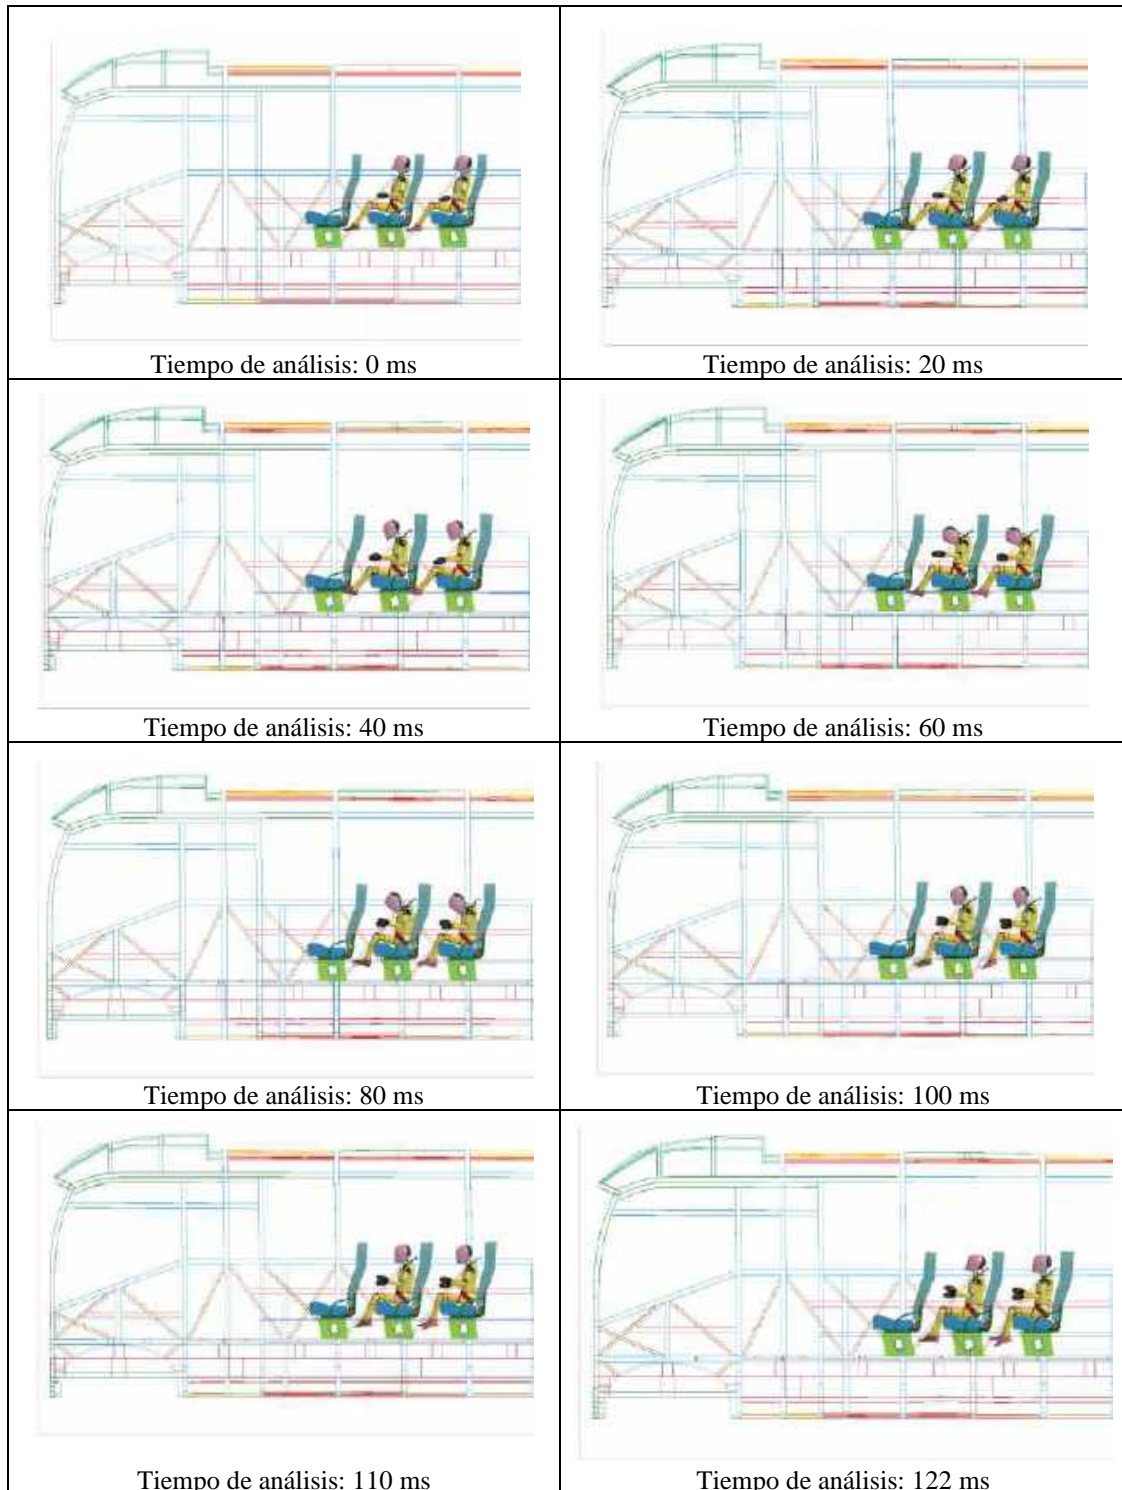 Tiempo de análisis: 0 ms
Tiempo de análisis: 20 ms
Tiempo de análisis: 40 ms
Tiempo de análisis: 60 ms
Tiempo de análisis: 80 ms
Tiempo de análisis: 100 ms
Tiempo de análisis: 110 ms
Tiempo de análisis: 122 ms